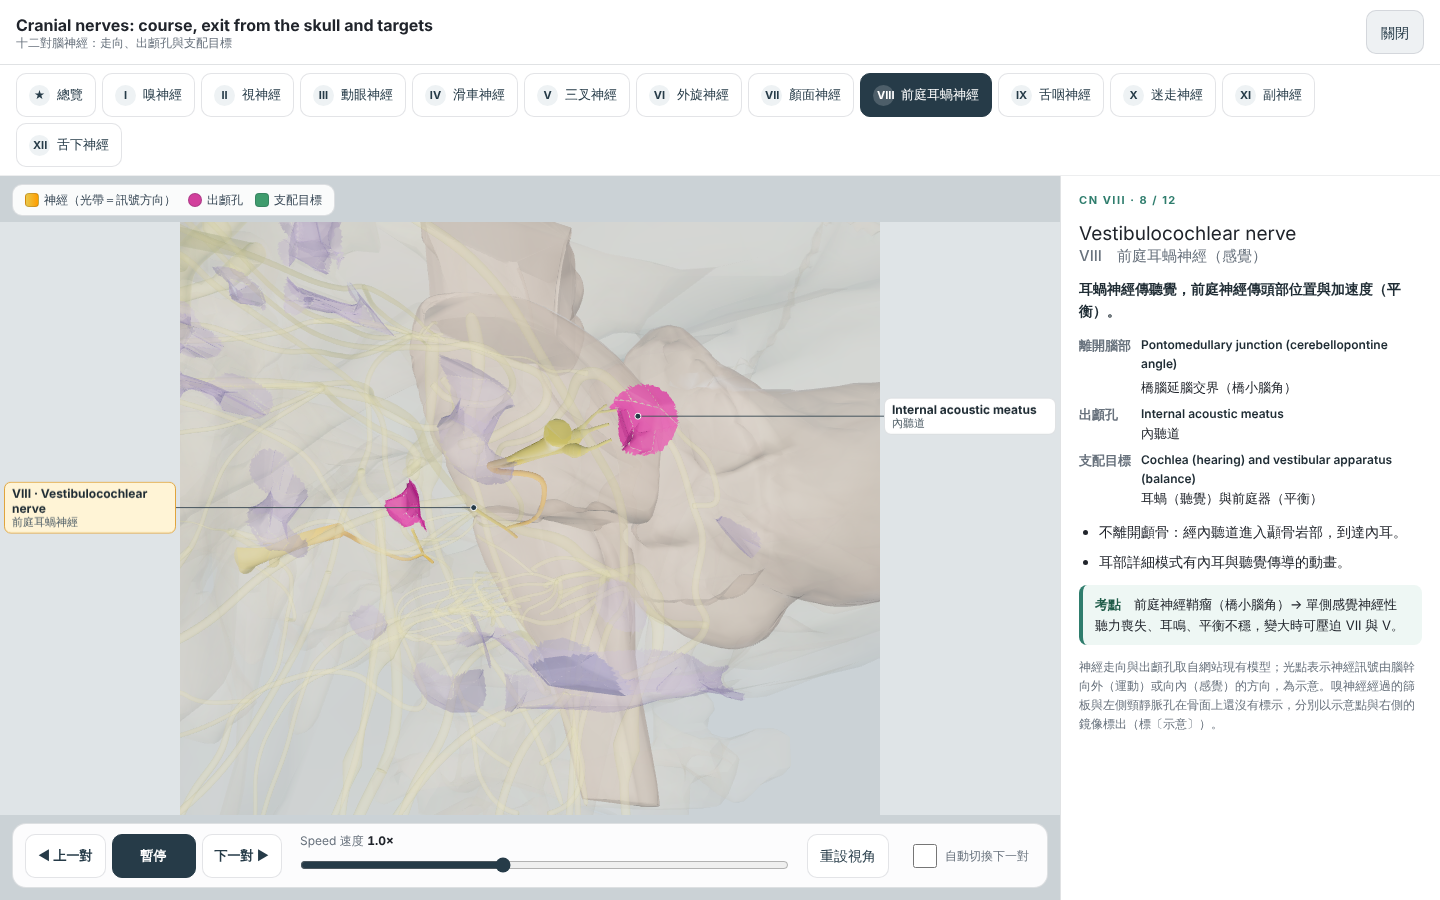 Cranial nerves: course, exit from the skull and targets
十二對腦神經：走向、出顱孔與支配目標
關閉
★ 總覽
I 嗅神經
II 視神經
III 動眼神經
IV 滑車神經
V 三叉神經
VI 外旋神經
VII 顏面神經
VIII 前庭耳蝸神經
IX 舌咽神經
X 迷走神經
XI 副神經
XII 舌下神經
神經（光帶＝訊號方向） 出顱孔 支配目標
Internal acoustic meatus
內聽道
VIII · Vestibulocochlear
nerve
前庭耳蝸神經
◀ 上一對
暫停
下一對 ▶
Speed 速度 1.0×
重設視角
自動切換下一對
CN VIII · 8 / 12
Vestibulocochlear nerve
VIII 前庭耳蝸神經（感覺）
耳蝸神經傳聽覺，前庭神經傳頭部位置與加速度（平
衡）。
離開腦部 Pontomedullary junction (cerebellopontine
angle)
橋腦延腦交界（橋小腦角）
出顱孔 Internal acoustic meatus
內聽道
支配目標 Cochlea (hearing) and vestibular apparatus
(balance)
耳蝸（聽覺）與前庭器（平衡）
• 不離開顱骨：經內聽道進入顳骨岩部，到達內耳。
• 耳部詳細模式有內耳與聽覺傳導的動畫。
考點 前庭神經鞘瘤（橋小腦角）→ 單側感覺神經性
聽力喪失、耳鳴、平衡不穩，變大時可壓迫 VII 與 V。
神經走向與出顱孔取自網站現有模型；光點表示神經訊號由腦幹
向外（運動）或向內（感覺）的方向，為示意。嗅神經經過的篩
板與左側頸靜脈孔在骨面上還沒有標示，分別以示意點與右側的
鏡像標出（標〔示意〕）。